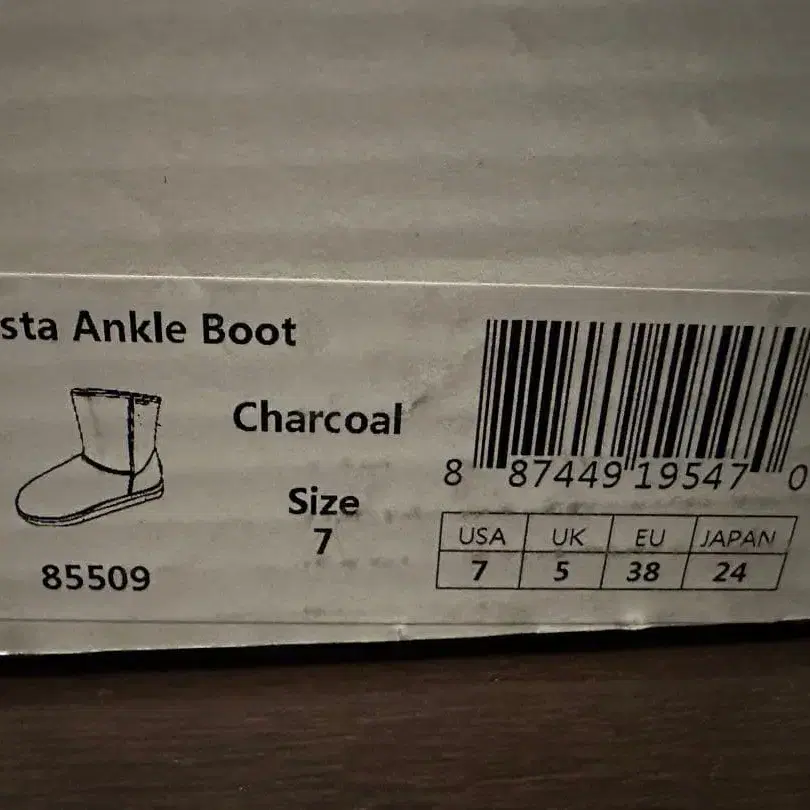 sta Ankle Boot
Charcoal
Size
7
85509
8 87449 19547 0
USA UK EU JAPAN
7 5 38 24